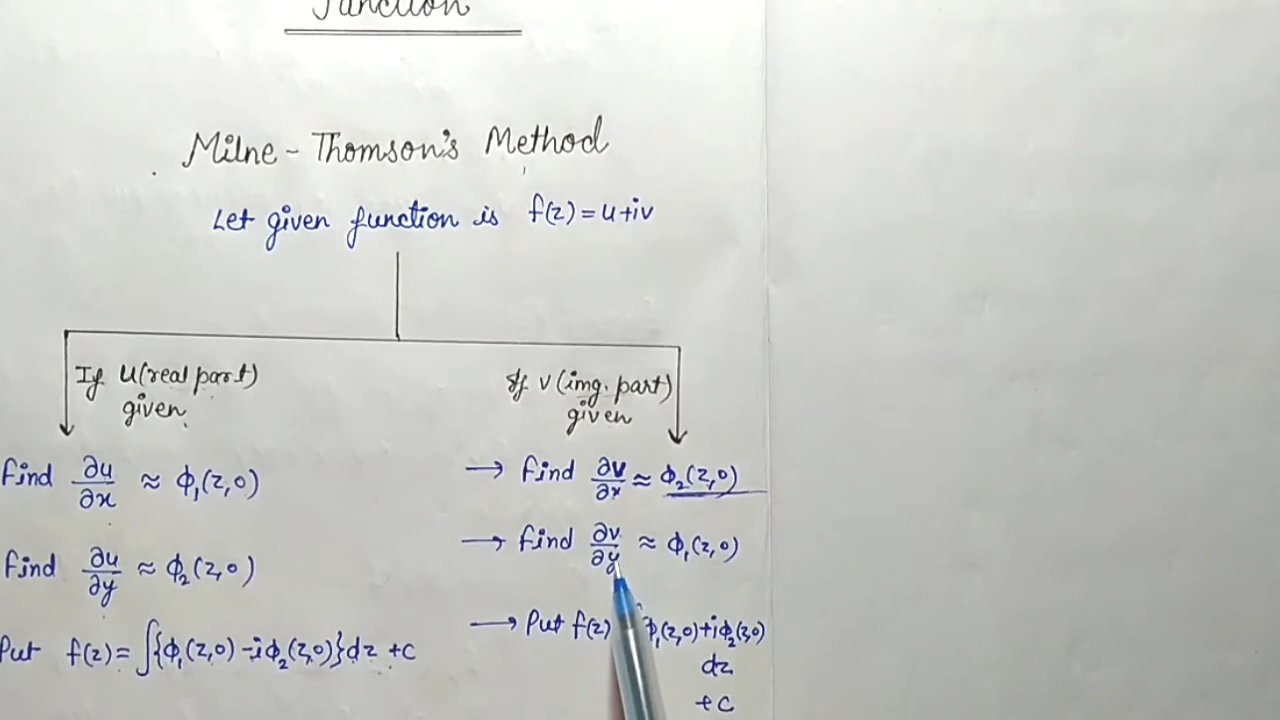 Function
Milne-Thomson's Method
Let given function is f(z) = u+iv
If u(real part)
given
Find ∂u/∂x ≈ ϕ₁(z,0)
Find ∂u/∂y ≈ ϕ₂(z,0)
Put f(z) = ∫{ϕ₁(z,0) -iϕ₂(z,0)}dz +c
If v(img. part)
given
→ Find ∂v/∂x ≈ ϕ₂(z,0)
→ Find ∂v/∂y ≈ ϕ₁(z,0)
→ Put f(z) ϕ₁(z,0)+iϕ₂(z,0)
dz
+c